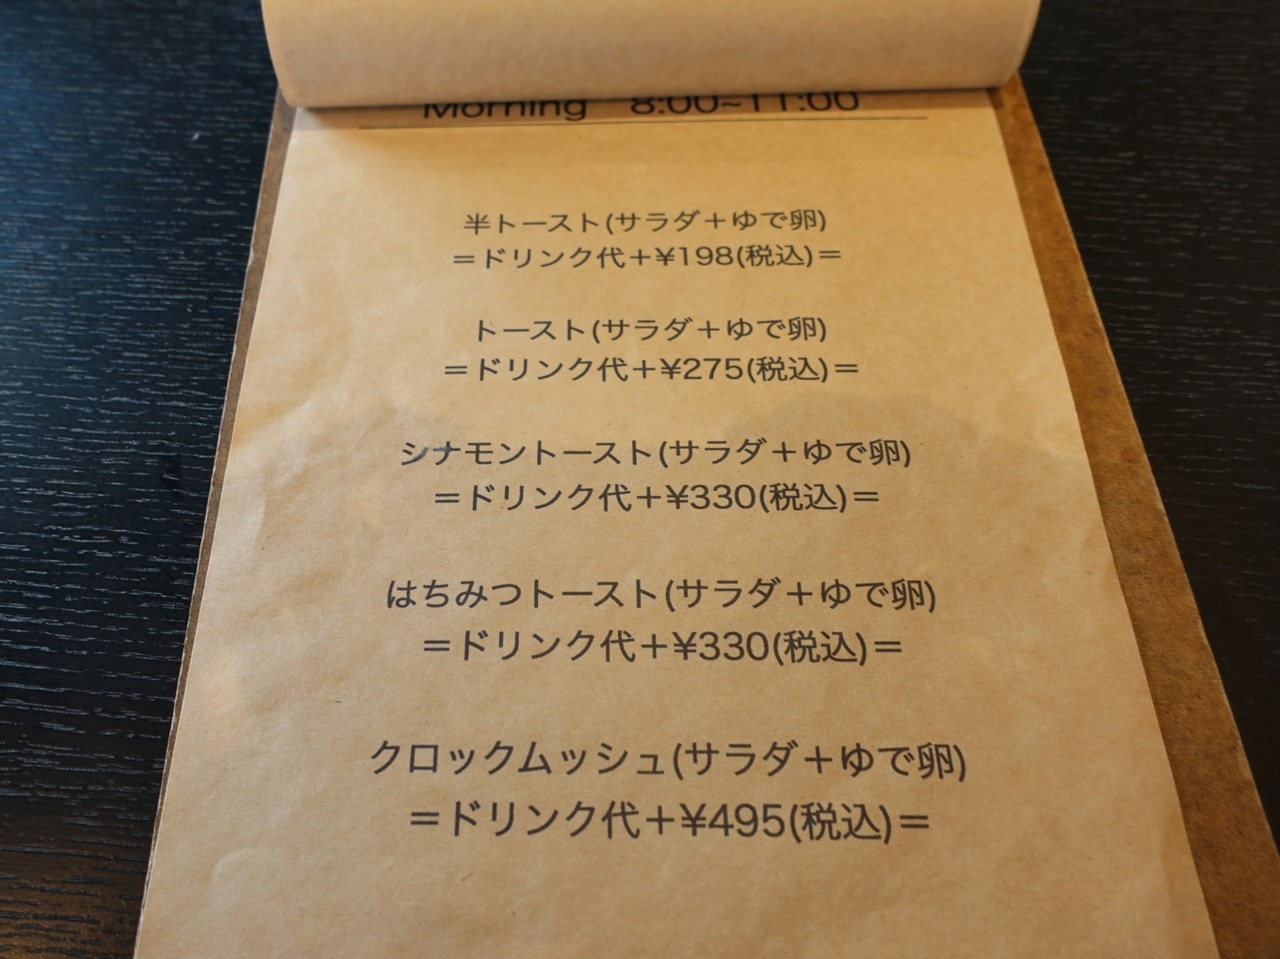 Morning 8:00~11:00
半トースト(サラダ＋ゆで卵)
＝ドリンク代＋¥198(税込)＝
トースト(サラダ＋ゆで卵)
＝ドリンク代＋¥275(税込)＝
シナモントースト(サラダ＋ゆで卵)
＝ドリンク代＋¥330(税込)＝
はちみつトースト(サラダ＋ゆで卵)
＝ドリンク代＋¥330(税込)＝
クロックムッシュ(サラダ＋ゆで卵)
＝ドリンク代＋¥495(税込)＝